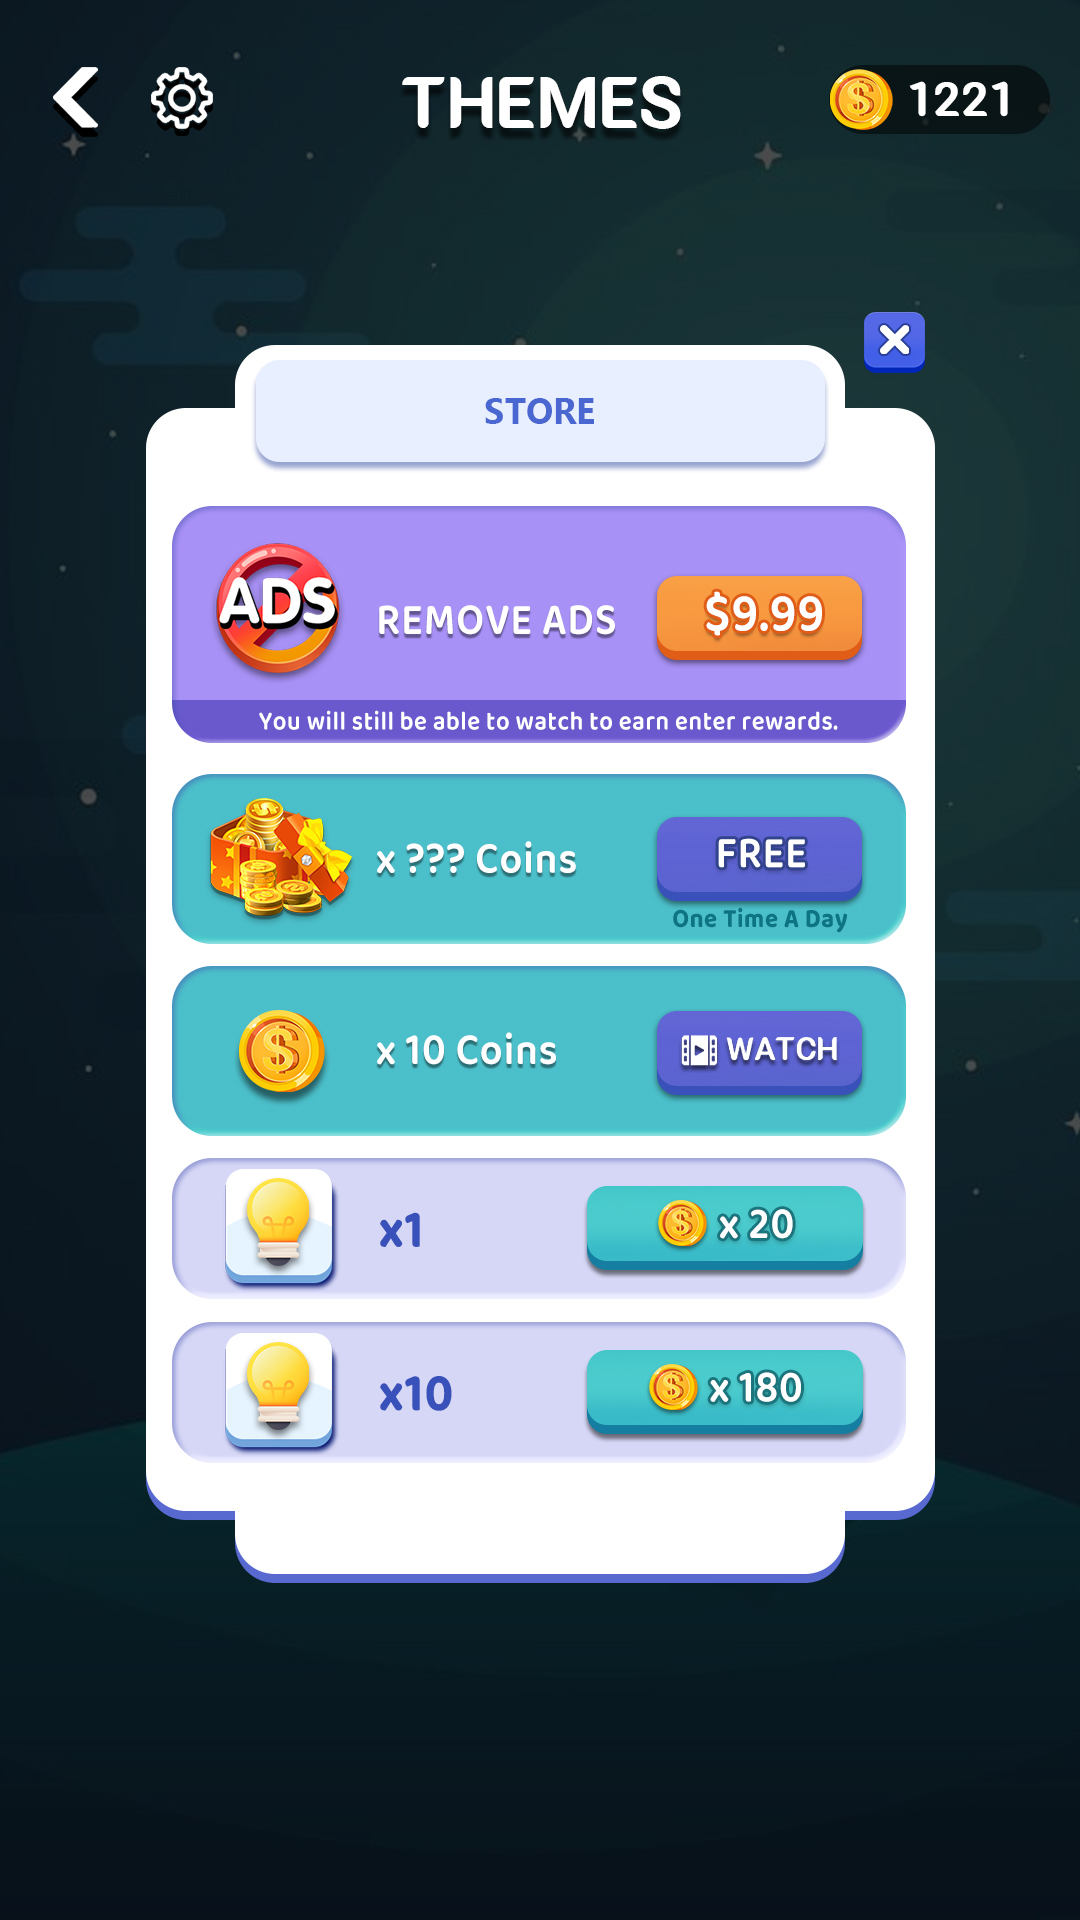 THEMES
1221
STORE
ADS
REMOVE ADS
$9.99
You will still be able to watch to earn enter rewards.
x ??? Coins
FREE
One Time A Day
x 10 Coins
WATCH
x1
x 20
x10
x 180